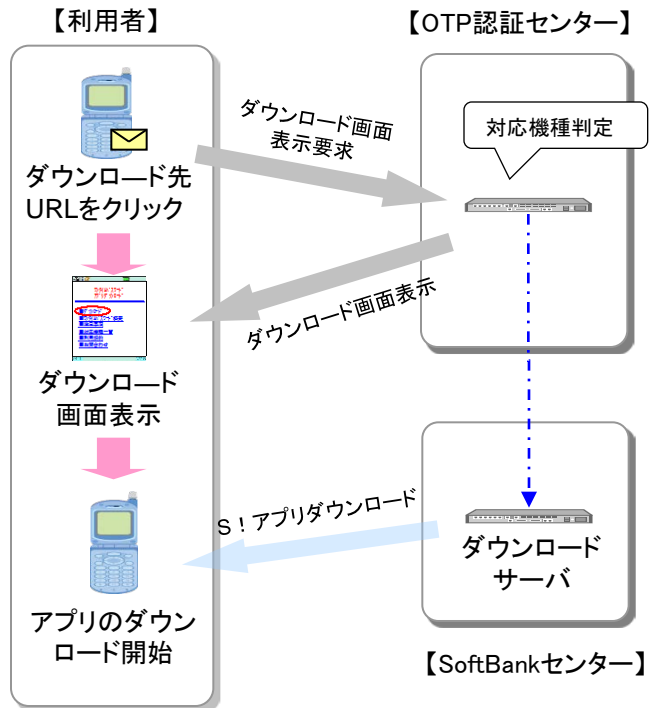 【利用者】
【OTP認証センター】
ダウンロード画面
表示要求
対応機種判定
ダウンロード先
URLをクリック
ダウンロード画面表示
ダウンロード
画面表示
S！アプリダウンロード
ダウンロード
サーバ
アプリのダウン
ロード開始
【SoftBankセンター】